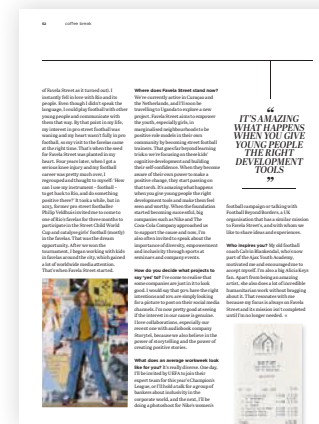 52 coffee break
of Favela Street as it turned out). I
instantly fell in love with Rio and its
people. Even though I didn't speak the
language, I could play football with other
young people and communicate with
them that way. By that point in my life,
my interest in pro street football was
waning and my heart wasn't fully in pro
football, so my visit to the favelas came
at the right time. That's when the seed
for Favela Street was planted in my
heart. Four years later, when I got a
serious knee injury and my football
career was pretty much over, I
regrouped and thought to myself: 'How
can I use my instrument – football –
to get back to Rio, and do something
positive there?' It took a while, but in
2013, former pro street footballer
Philip Veldhuis invited me to come to
one of Rio's favelas for three months to
participate in the Street Child World
Cup and catalyse girls' football (mostly)
in the favelas. That was the dream
opportunity. After we won the
tournament, I began working with kids
in favelas around the city, which gained
a lot of worldwide media attention.
That's when Favela Street started.
Where does Favela Street stand now?
We're currently active in Curaçao and
the Netherlands, and I'll soon be
travelling to Uganda to explore a new
project. Favela Street aims to empower
the youth, especially girls, in
marginalised neighbourhoods to be
positive role models in their own
community by becoming street football
trainers. That goes far beyond learning
tricks: we're focusing on these kids'
cognitive development and building
their self-confidence. When they become
aware of their own power to make a
positive change, they start passing on
that torch. It's amazing what happens
when you give young people the right
development tools and make them feel
seen and worthy. When the foundation
started becoming successful, big
companies such as Nike and The
Coca-Cola Company approached us
to support the cause and now, I'm
also often invited to speak about the
importance of diversity, empowerment
and inclusivity through sports at
seminars and company events.
How do you decide what projects to
say 'yes' to? I've come to realise that
some companies are just in it to look
good. I would say that 90% have the right
intentions and 10% are simply looking
for a picture to post on their social media
channels. I'm now pretty good at seeing
if the interest in our cause is genuine.
I love collaborations, especially our
recent one with audiobook company
Storytel, because we also believe in the
power of storytelling and the power of
creating positive stories.
What does an average workweek look
like for you? It's really diverse. One day,
I'll be invited by UEFA to join their
expert team for this year's Champion's
League, or I'll hold a talk for a group of
bankers about inclusivity in the
corporate world, and the next, I'll be
doing a photoshoot for Nike's women's
“
IT'S AMAZING
WHAT HAPPENS
WHEN YOU GIVE
YOUNG PEOPLE
THE RIGHT
DEVELOPMENT
TOOLS
”
football campaign or talking with
Football Beyond Borders, a UK
organisation that has a similar mission
to Favela Street's, and with whom we
like to share ideas and experiences.
Who inspires you? My old football
coach Calvin Bhashorandi, who's now
part of the Ajax Youth Academy,
motivated me and encouraged me to
accept myself. I'm also a big Alicia Keys
fan. Apart from being an amazing
artist, she also does a lot of incredible
humanitarian work without bragging
about it. That resonates with me
because my focus is always on Favela
Street and its mission isn't completed
until I'm no longer needed.